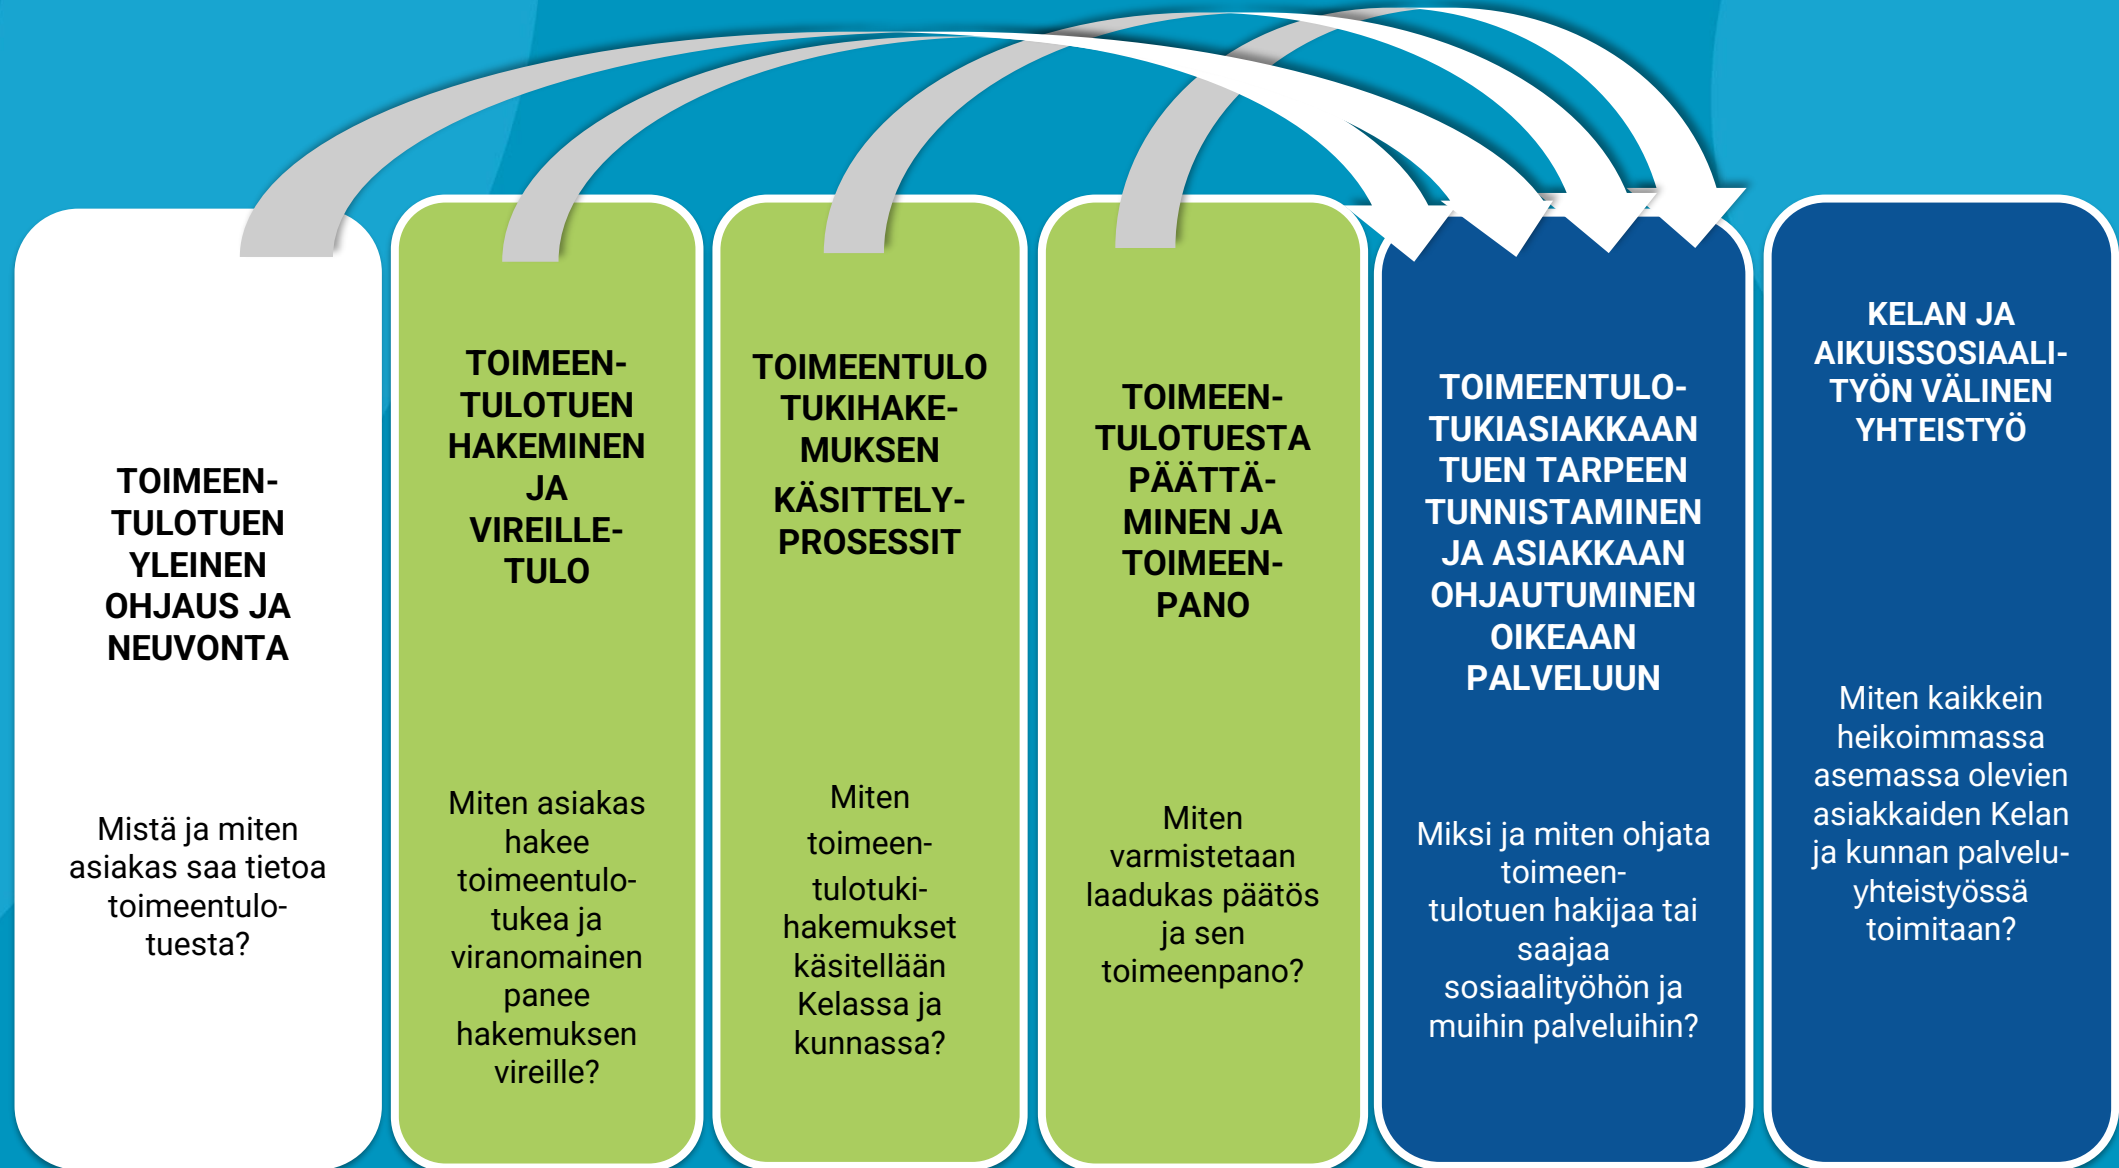 TOIMEEN-
TULOTUEN
YLEINEN
OHJAUS JA
NEUVONTA
Mistä ja miten
asiakas saa tietoa
toimeentulo-
tuesta?
TOIMEEN-
TULOTUEN
HAKEMINEN
JA
VIREILLE-
TULO
Miten asiakas
hakee
toimeentulo-
tukea ja
viranomainen
panee
hakemuksen
vireille?
TOIMEENTULO
TUKIHAKE-
MUKSEN
KÄSITTELY-
PROSESSIT
Miten
toimeen-
tulotuki-
hakemukset
käsitellään
Kelassa ja
kunnassa?
TOIMEEN-
TULOTUESTA
PÄÄTTÄ-
MINEN JA
TOIMEEN-
PANO
Miten
varmistetaan
laadukas päätös
ja sen
toimeenpano?
TOIMEENTULO-
TUKIASIAKKAAN
TUEN TARPEEN
TUNNISTAMINEN
JA ASIAKKAAN
OHJAUTUMINEN
OIKEAAN
PALVELUUN
Miksi ja miten ohjata
toimeen-
tulotuen hakijaa tai
saajaa
sosiaalityöhön ja
muihin palveluihin?
KELAN JA
AIKUISSOSIAALI-
TYÖN VÄLINEN
YHTEISTYÖ
Miten kaikkein
heikoimmassa
asemassa olevien
asiakkaiden Kelan
ja kunnan palvelu-
yhteistyössä
toimitaan?